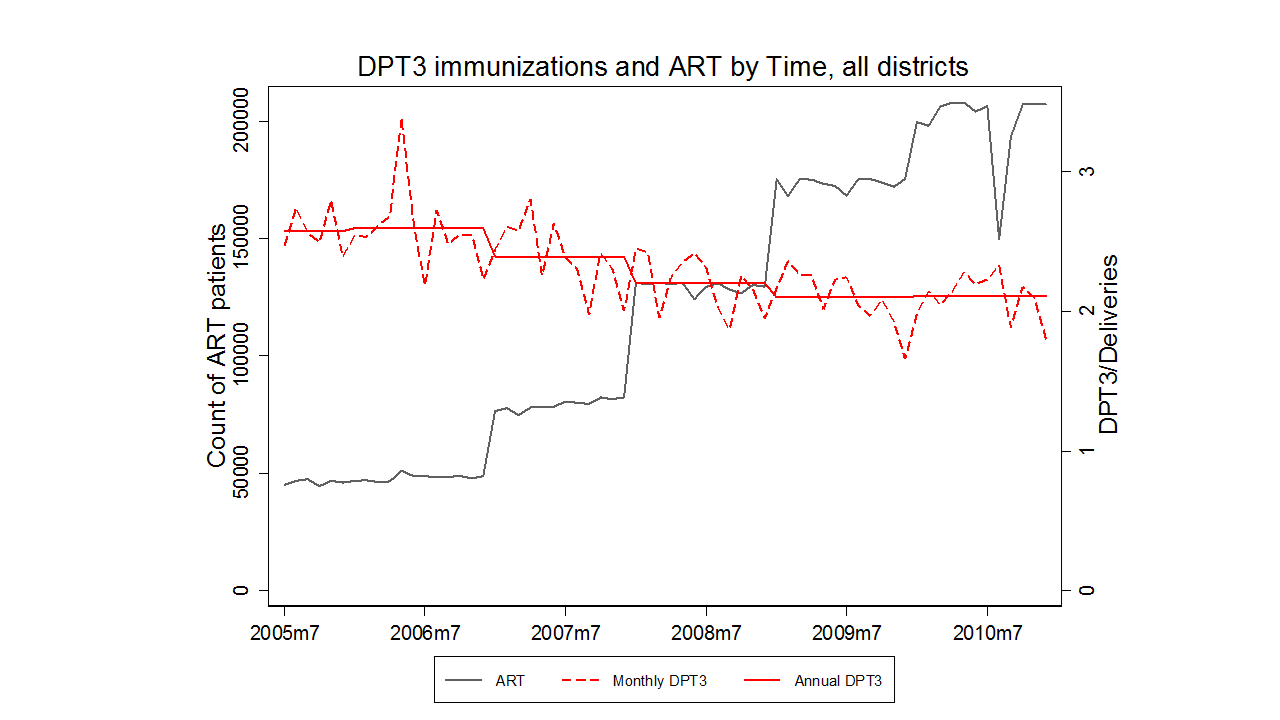 DPT3 immunizations and ART by Time, all districts
Count of ART patients
200000
150000
100000
50000
0
3
2
1
0
DPT3/Deliveries
2005m7 2006m7 2007m7 2008m7 2009m7 2010m7
ART Monthly DPT3 Annual DPT3